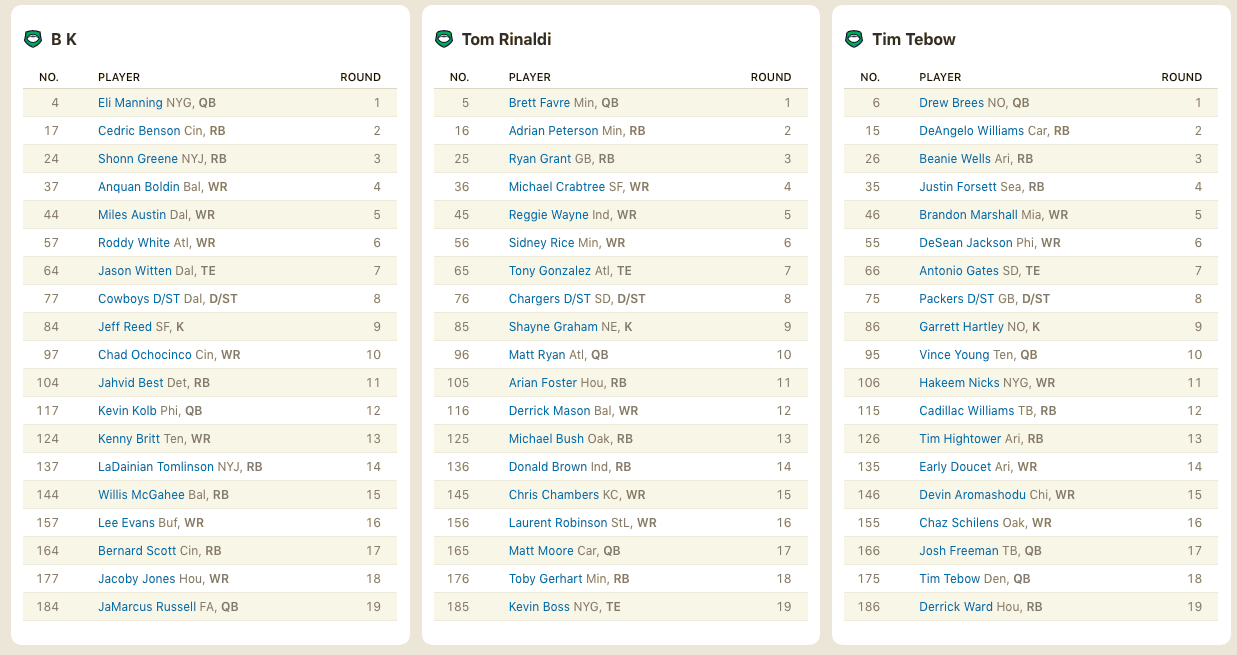 B K
NO. PLAYER ROUND
4 Eli Manning NYG, QB 1
17 Cedric Benson Cin, RB 2
24 Shonn Greene NYJ, RB 3
37 Anquan Boldin Bal, WR 4
44 Miles Austin Dal, WR 5
57 Roddy White Atl, WR 6
64 Jason Witten Dal, TE 7
77 Cowboys D/ST Dal, D/ST 8
84 Jeff Reed SF, K 9
97 Chad Ochocinco Cin, WR 10
104 Jahvid Best Det, RB 11
117 Kevin Kolb Phi, QB 12
124 Kenny Britt Ten, WR 13
137 LaDainian Tomlinson NYJ, RB 14
144 Willis McGahee Bal, RB 15
157 Lee Evans Buf, WR 16
164 Bernard Scott Cin, RB 17
177 Jacoby Jones Hou, WR 18
184 JaMarcus Russell FA, QB 19
Tom Rinaldi
NO. PLAYER ROUND
5 Brett Favre Min, QB 1
16 Adrian Peterson Min, RB 2
25 Ryan Grant GB, RB 3
36 Michael Crabtree SF, WR 4
45 Reggie Wayne Ind, WR 5
56 Sidney Rice Min, WR 6
65 Tony Gonzalez Atl, TE 7
76 Chargers D/ST SD, D/ST 8
85 Shayne Graham NE, K 9
96 Matt Ryan Atl, QB 10
105 Arian Foster Hou, RB 11
116 Derrick Mason Bal, WR 12
125 Michael Bush Oak, RB 13
136 Donald Brown Ind, RB 14
145 Chris Chambers KC, WR 15
156 Laurent Robinson StL, WR 16
165 Matt Moore Car, QB 17
176 Toby Gerhart Min, RB 18
185 Kevin Boss NYG, TE 19
Tim Tebow
NO. PLAYER ROUND
6 Drew Brees NO, QB 1
15 DeAngelo Williams Car, RB 2
26 Beanie Wells Ari, RB 3
35 Justin Forsett Sea, RB 4
46 Brandon Marshall Mia, WR 5
55 DeSean Jackson Phi, WR 6
66 Antonio Gates SD, TE 7
75 Packers D/ST GB, D/ST 8
86 Garrett Hartley NO, K 9
95 Vince Young Ten, QB 10
106 Hakeem Nicks NYG, WR 11
115 Cadillac Williams TB, RB 12
126 Tim Hightower Ari, RB 13
135 Early Doucet Ari, WR 14
146 Devin Aromashodu Chi, WR 15
155 Chaz Schilens Oak, WR 16
166 Josh Freeman TB, QB 17
175 Tim Tebow Den, QB 18
186 Derrick Ward Hou, RB 19